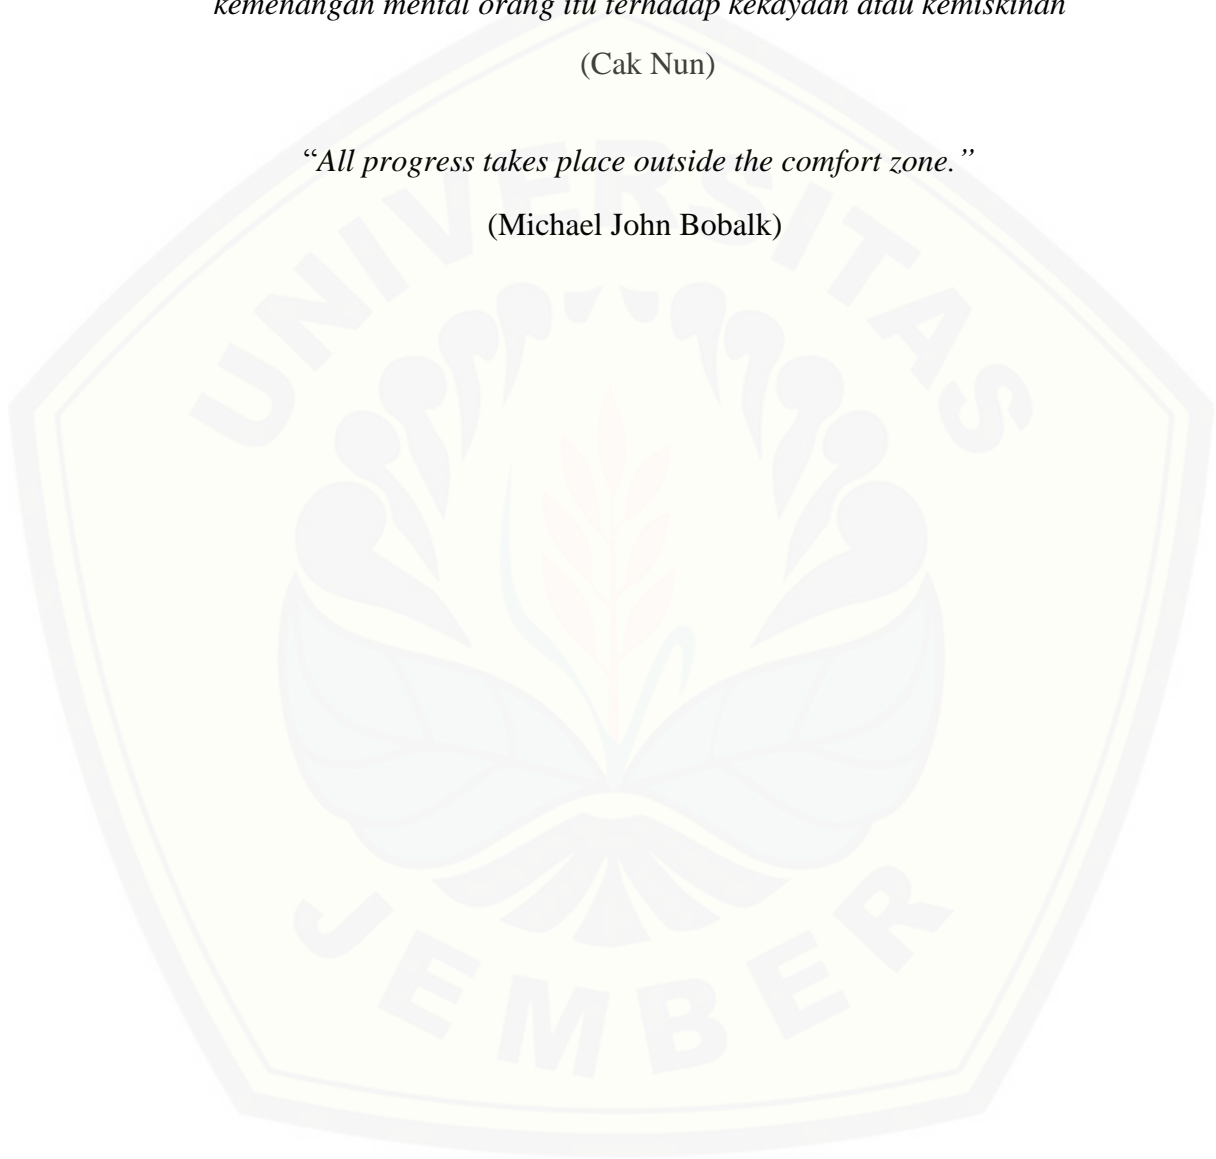 kemenangan mental orang itu terhadap kekayaan atau kemiskinan
(Cak Nun)
“All progress takes place outside the comfort zone.”
(Michael John Bobalk)
UNIVERSITAS
JEMBER